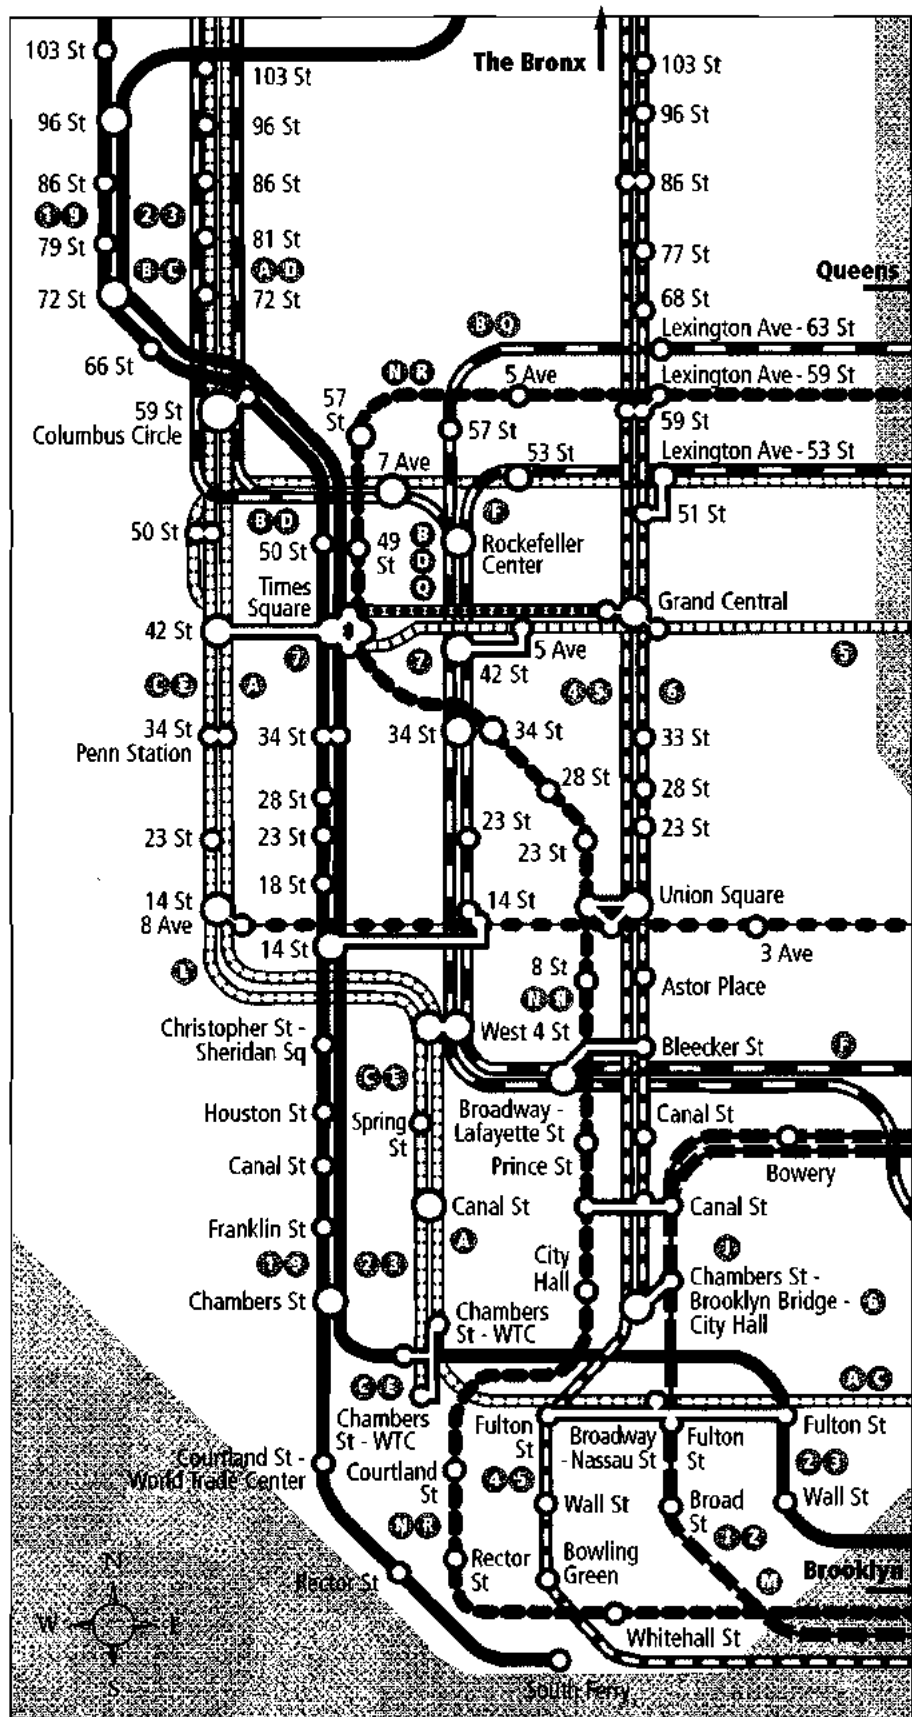 The Bronx
103 St
103 St
103 St
96 St
96 St
96 St
86 St
86 St
86 St
1 9
2 3
79 St
81 St
77 St
B C
A D
Queens
72 St
72 St
68 St
B Q
Lexington Ave - 63 St
66 St
N R
5 Ave
Lexington Ave - 59 St
59 St
Columbus Circle
57
St
57 St
59 St
7 Ave
53 St
Lexington Ave - 53 St
F
51 St
50 St
B D
50 St
49
St
B
D
Q
Rockefeller
Center
Times
Square
Grand Central
42 St
7
7
5 Ave
42 St
5
C E
A
4 5
6
34 St
Penn Station
34 St
34 St
34 St
33 St
28 St
28 St
28 St
23 St
23 St
23 St
23 St
23 St
18 St
14 St
8 Ave
14 St
Union Square
14 St
3 Ave
L
8 St
N R
Astor Place
Christopher St -
Sheridan Sq
West 4 St
Bleecker St
F
C E
Houston St
Spring
St
Broadway -
Lafayette St
Canal St
Canal St
Prince St
Bowery
Franklin St
Canal St
Canal St
1 9
2 3
A
City
Hall
J
Chambers St
Chambers
St - WTC
Chambers St -
Brooklyn Bridge -
City Hall
6
C E
A C
Chambers
St - WTC
Fulton
St
Broadway
-Nassau St
Fulton
St
Fulton St
Courtland St -
World Trade Center
Courtland
St
4 5
2 3
Wall St
Broad
St
Wall St
N R
Rector
St
Bowling
Green
M
Brooklyn
N
W E
S
Rector St
Whitehall St
South Ferry